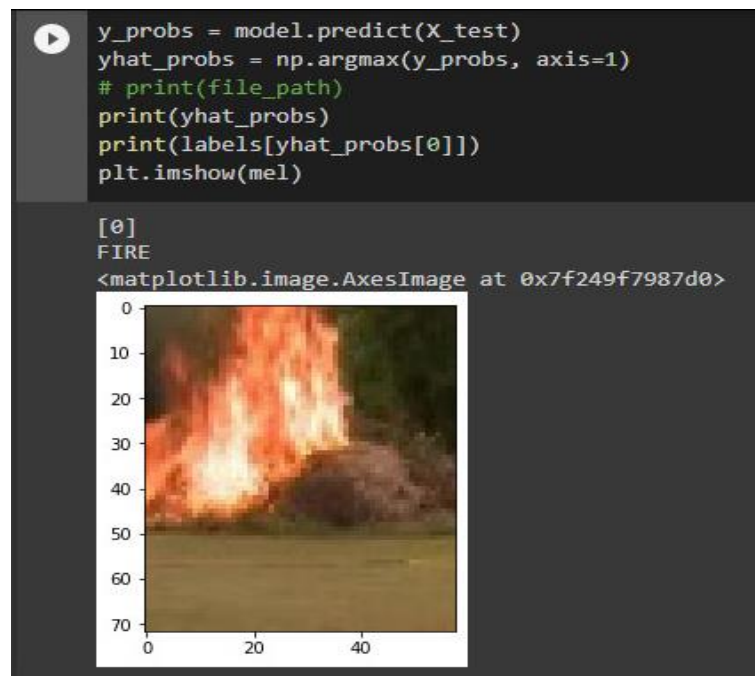 y_probs = model.predict(X_test)
yhat_probs = np.argmax(y_probs, axis=1)
# print(file_path)
print(yhat_probs)
print(labels[yhat_probs[0]])
plt.imshow(mel)
[0]
FIRE
<matplotlib.image.AxesImage at 0x7f249f7987d0>
0
10
20
30
40
50
60
70
0 20 40